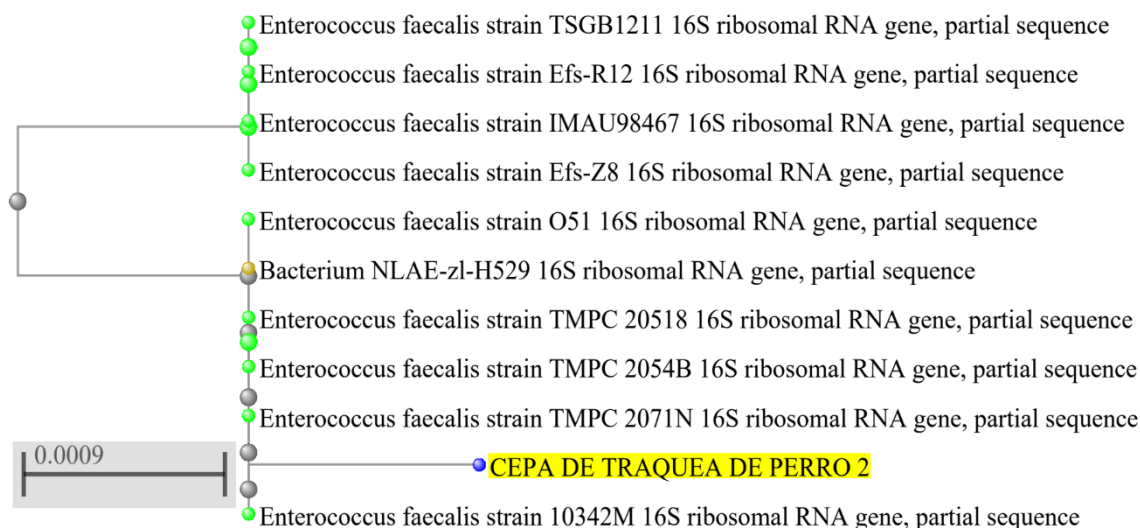 Enterococcus faecalis strain TSGB1211 16S ribosomal RNA gene, partial sequence
Enterococcus faecalis strain Efs-R12 16S ribosomal RNA gene, partial sequence
Enterococcus faecalis strain IMAU98467 16S ribosomal RNA gene, partial sequence
Enterococcus faecalis strain Efs-Z8 16S ribosomal RNA gene, partial sequence
Enterococcus faecalis strain O51 16S ribosomal RNA gene, partial sequence
Bacterium NLAE-zl-H529 16S ribosomal RNA gene, partial sequence
Enterococcus faecalis strain TMPC 20518 16S ribosomal RNA gene, partial sequence
Enterococcus faecalis strain TMPC 2054B 16S ribosomal RNA gene, partial sequence
Enterococcus faecalis strain TMPC 2071N 16S ribosomal RNA gene, partial sequence
0.0009
CEPA DE TRAQUEA DE PERRO 2
Enterococcus faecalis strain 10342M 16S ribosomal RNA gene, partial sequence